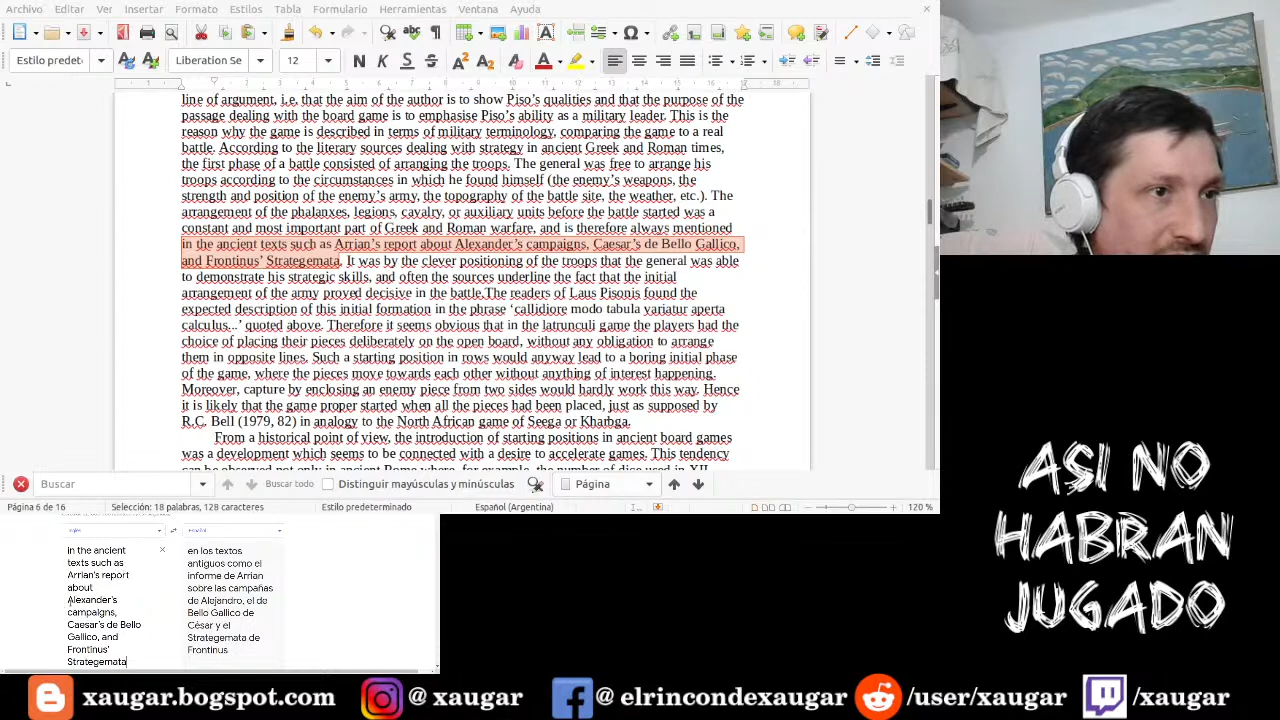 Archivo Editar Ver Insertar Formato Estilos Tabla Formulario Herramientas Ventana Ayuda
Estilo predet Liberation Se 12
line of argument, i.e. that the aim of the author is to show Piso’s qualities and that the purpose of the
passage dealing with the board game is to emphasise Piso’s ability as a military leader. This is the
reason why the game is described in terms of military terminology, comparing the game to a real
battle. According to the literary sources dealing with strategy in ancient Greek and Roman times,
the first phase of a battle consisted of arranging the troops. The general was free to arrange his
troops according to the circumstances in which he found himself (the enemy’s weapons, the
strength and position of the enemy’s army, the topography of the battle site, the weather, etc.). The
arrangement of the phalanxes, legions, cavalry, or auxiliary units before the battle started was a
constant and most important part of Greek and Roman warfare, and is therefore always mentioned
in the ancient texts such as Arrian’s report about Alexander’s campaigns, Caesar’s de Bello Gallico,
and Frontinus’ Strategemata. It was by the clever positioning of the troops that the general was able
to demonstrate his strategic skills, and often the sources underline the fact that the initial
arrangement of the army proved decisive in the battle.The readers of Laus Pisonis found the
expected description of this initial formation in the phrase ‘callidiore modo tabula variatur aperta
calculus...’ quoted above. Therefore it seems obvious that in the latrunculi game the players had the
choice of placing their pieces deliberately on the open board, without any obligation to arrange
them in opposite lines. Such a starting position in rows would anyway lead to a boring initial phase
of the game, where the pieces move towards each other without anything of interest happening.
Moreover, capture by enclosing an enemy piece from two sides would hardly work this way. Hence
it is likely that the game proper started when all the pieces had been placed, just as supposed by
R.C. Bell (1979, 82) in analogy to the North African game of Seega or Kharbga.
From a historical point of view, the introduction of starting positions in ancient board games
was a development which seems to be connected with a desire to accelerate games. This tendency
can be observed not only in ancient Rome where, for example, the number of dice used in XII
Buscar Buscar todo Distinguir mayúsculas y minúsculas Página
Página 6 de 16 Selección: 18 palabras, 128 caracteres Estilo predeterminado Español (Argentina) 120 %
Inglés Español
in the ancient
texts such as
Arrian's report
about
Alexander's
campaigns,
Caesar's de Bello
Gallico, and
Frontinus'
Strategemata
en los textos
antiguos como el
informe de Arrian
sobre las campañas
de Alejandro, el de
Bello Gallico de
César y el
Strategemata de
Frontinus.
ASI NO
HABRAN
JUGADO
xaugar.bogspot.com @ xaugar @ elrincondexaugar /user/xaugar /xaugar